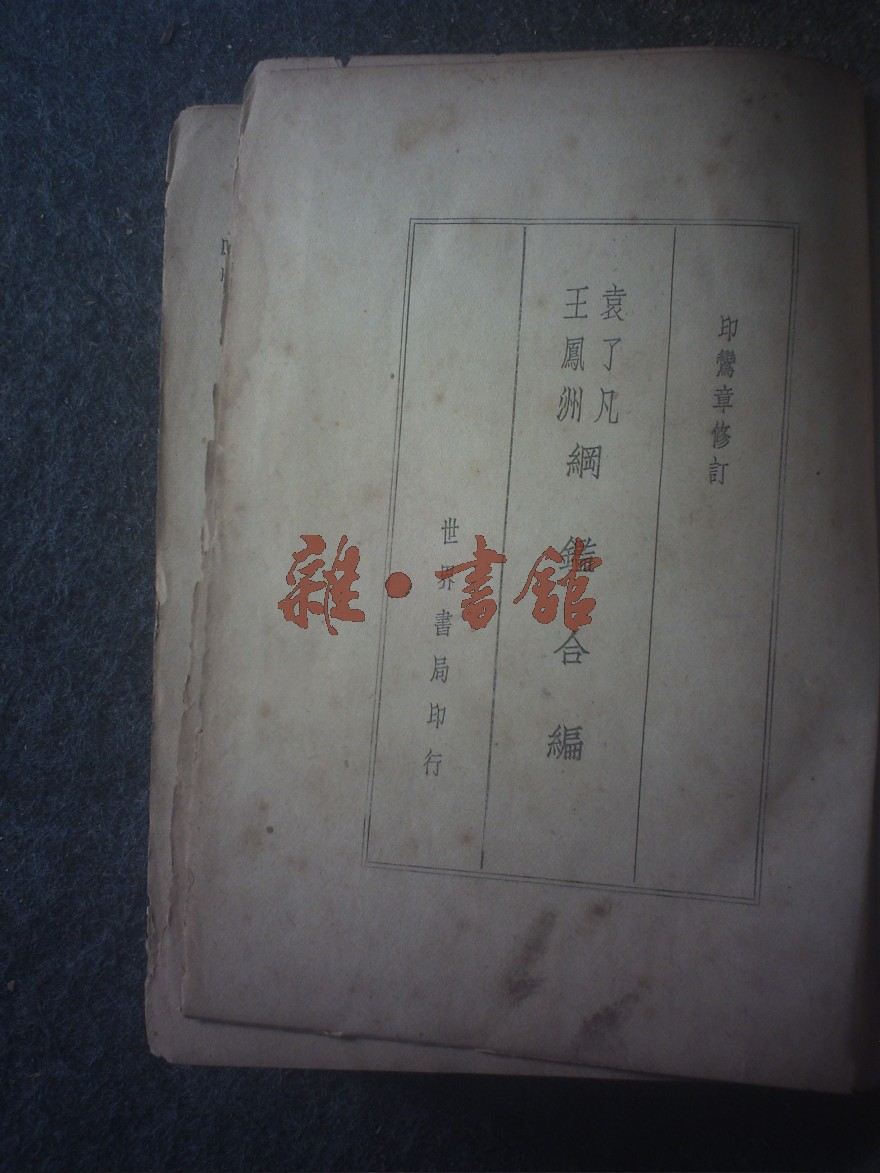 印鸞章修訂
袁了凡
王鳳洲
綱鑑合編
世界書局印行
雜·書館